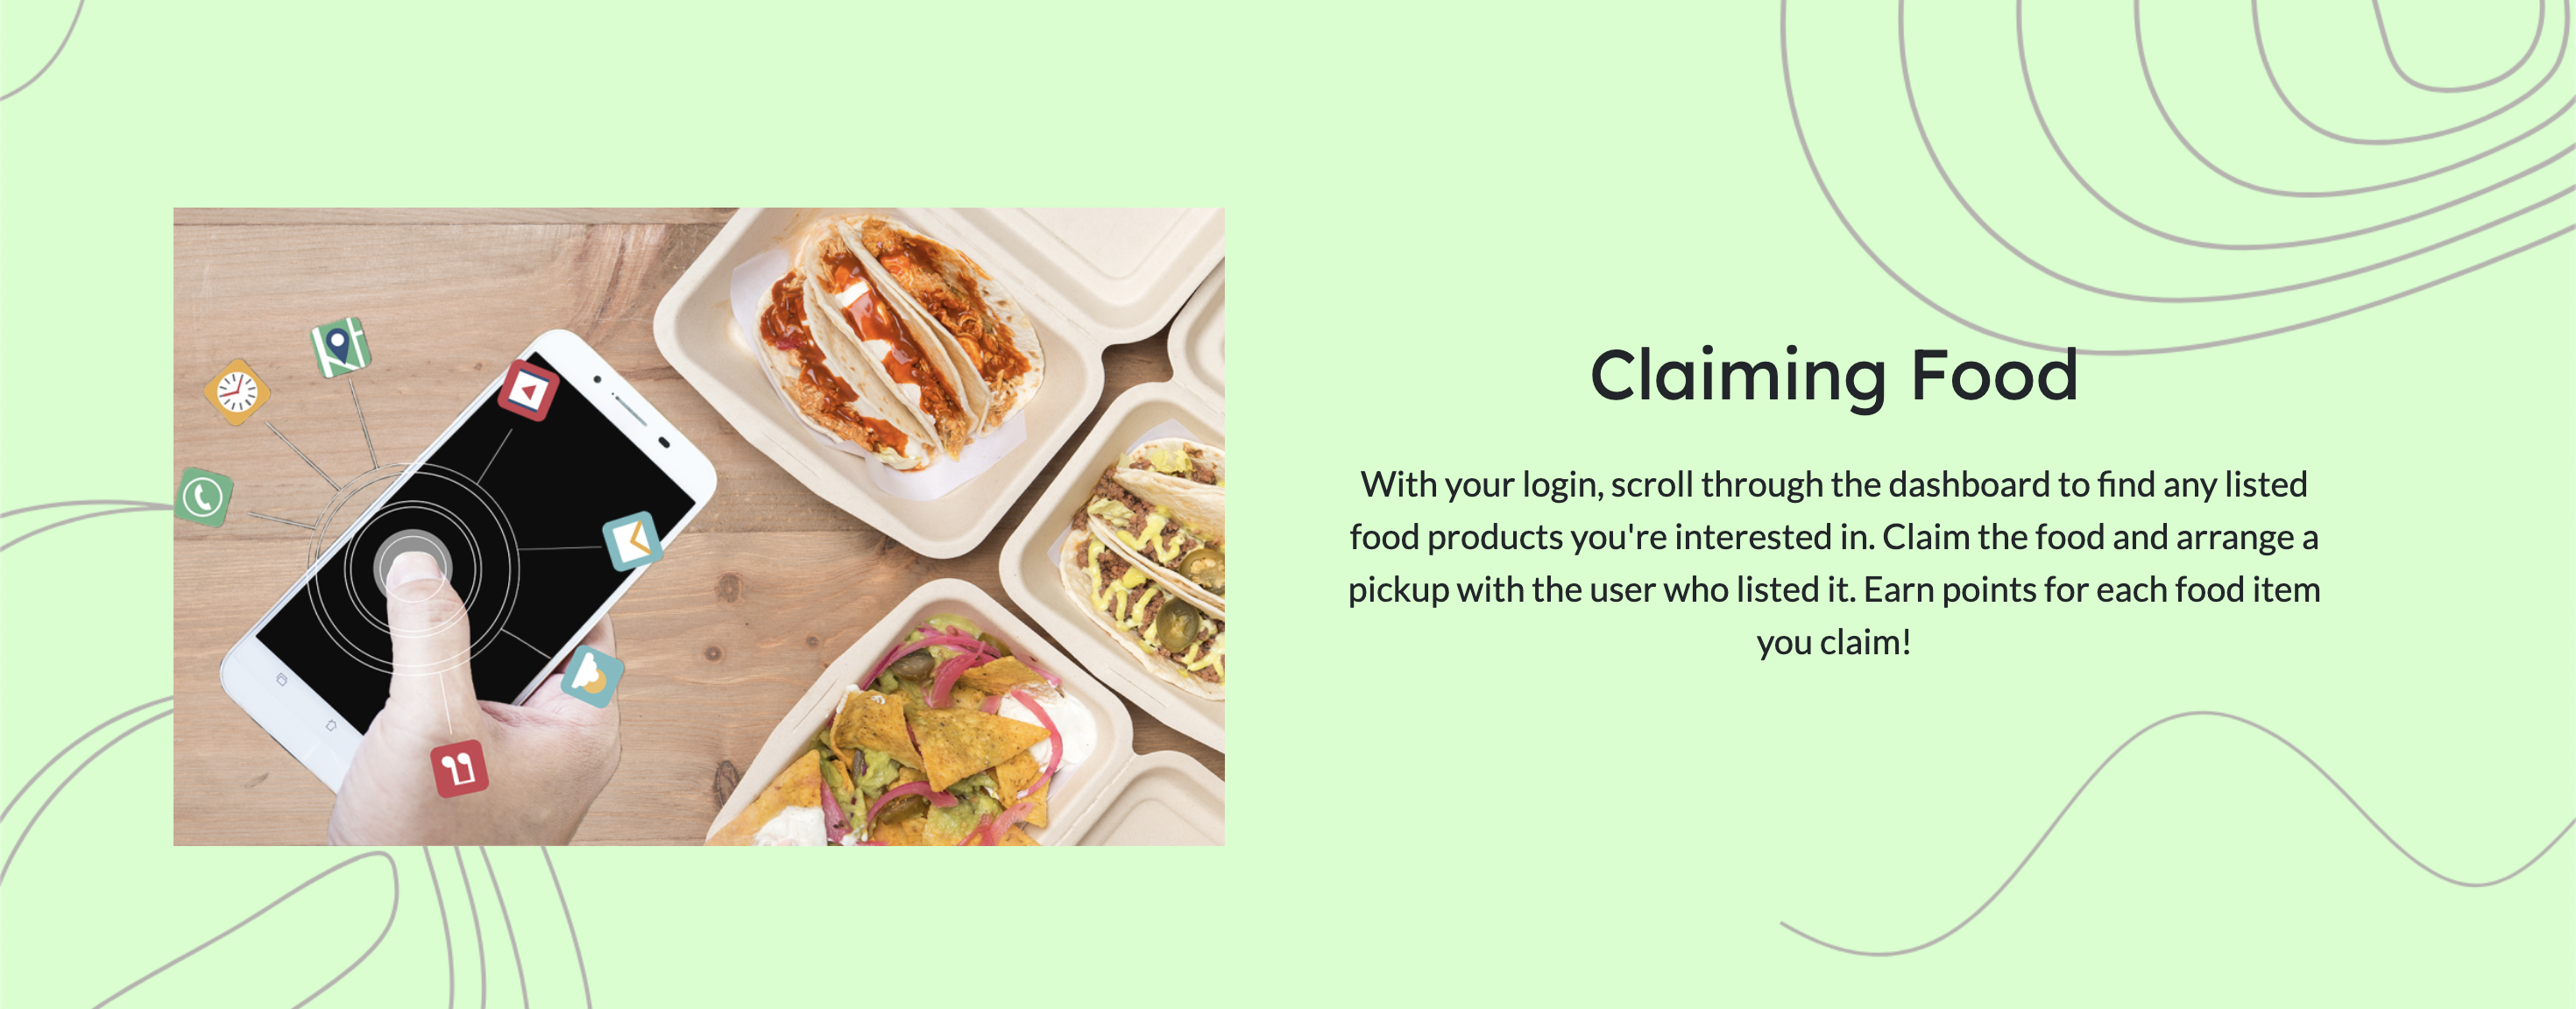 Claiming Food
With your login, scroll through the dashboard to find any listed
food products you're interested in. Claim the food and arrange a
pickup with the user who listed it. Earn points for each food item
you claim!